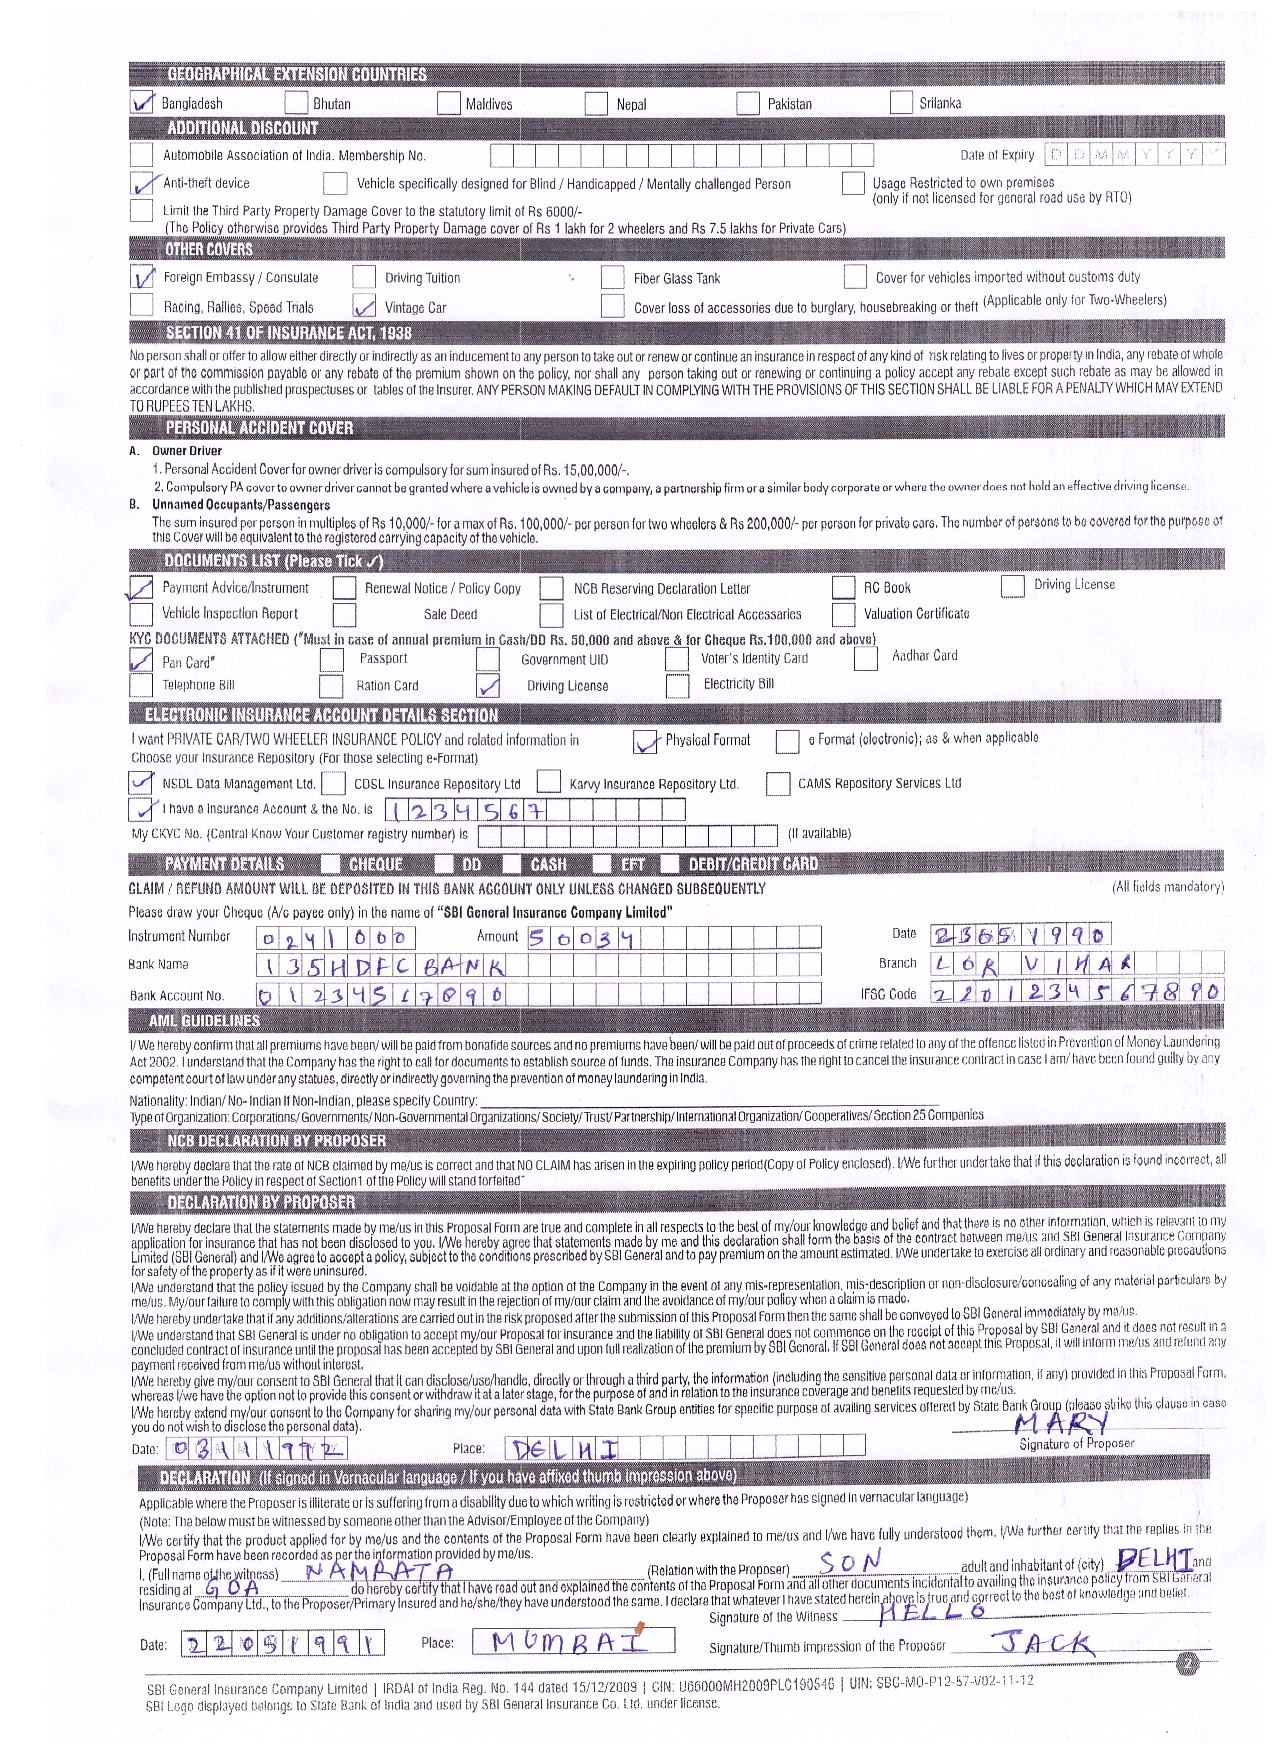 GEOGRAPHICAL EXTENSION COUNTRIES
Bangladesh Bhutan Maldives Nepal Pakistan Srilanka
ADDITIONAL DISCOUNT
Automobile Association of India. Membership No. Date of Expiry D D M M Y Y Y Y
Anti-theft device Vehicle specifically designed for Blind / Handicapped / Mentally challenged Person Usage Restricted to own premises
(only if not licensed for general road use by RTO)
Limit the Third Party Property Damage Cover to the statutory limit of Rs 6000/-
(The Policy otherwise provides Third Party Property Damage cover of Rs 1 lakh for 2 wheelers and Rs 7.5 lakhs for Private Cars)
OTHER COVERS
Foreign Embassy / Consulate Driving Tuition Fiber Glass Tank Cover for vehicles imported without customs duty
Racing, Rallies, Speed Trials Vintage Car Cover loss of accessories due to burglary, housebreaking or theft (Applicable only for Two-Wheelers)
SECTION 41 OF INSURANCE ACT, 1938
No person shall or offer to allow either directly or indirectly as an inducement to any person to take out or renew or continue an insurance in respect of any kind of risk relating to lives or property in India, any rebate of whole
or part of the commission payable or any rebate of the premium shown on the policy, nor shall any person taking out or renewing or continuing a policy accept any rebate except such rebate as may be allowed in
accordance with the published prospectuses or tables of the Insurer. ANY PERSON MAKING DEFAULT IN COMPLYING WITH THE PROVISIONS OF THIS SECTION SHALL BE LIABLE FOR A PENALTY WHICH MAY EXTEND
TO RUPEES TEN LAKHS.
PERSONAL ACCIDENT COVER
A. Owner Driver
1. Personal Accident Cover for owner driver is compulsory for sum insured of Rs. 15,00,000/-.
2. Compulsory PA cover to owner driver cannot be granted where a vehicle is owned by a company, a partnership firm or a similar body corporate or where the owner does not hold an effective driving license.
B. Unnamed Occupants/Passengers
The sum insured per person in multiples of Rs 10,000/- for a max of Rs. 100,000/- per person for two wheelers & Rs 200,000/- per person for private cars. The number of persons to be covered for the purpose of
this Cover will be equivalent to the registered carrying capacity of the vehicle.
DOCUMENTS LIST (Please Tick ✓)
Payment Advice/Instrument Renewal Notice / Policy Copy NCB Reserving Declaration Letter RC Book Driving License
Vehicle Inspection Report Sale Deed List of Electrical/Non Electrical Accessaries Valuation Certificate
KYC DOCUMENTS ATTACHED (*Must in case of annual premium in Cash/DD Rs. 50,000 and above & for Cheque Rs.100,000 and above)
Pan Card* Passport Government UID Voter's Identity Card Aadhar Card
Telephone Bill Ration Card Driving License Electricity Bill
ELECTRONIC INSURANCE ACCOUNT DETAILS SECTION
I want PRIVATE CAR/TWO WHEELER INSURANCE POLICY and related information in Physical Format e Format (electronic); as & when applicable
Choose your Insurance Repository (For those selecting e-Format)
NSDL Data Management Ltd. CDSL Insurance Repository Ltd Karvy Insurance Repository Ltd. CAMS Repository Services Ltd
I have e Insurance Account & the No. is 1234567
My CKYC No. (Central Know Your Customer registry number) is (If available)
PAYMENT DETAILS CHEQUE DD CASH EFT DEBIT/CREDIT CARD
CLAIM / REFUND AMOUNT WILL BE DEPOSITED IN THIS BANK ACCOUNT ONLY UNLESS CHANGED SUBSEQUENTLY (All fields mandatory)
Please draw your Cheque (A/c payee only) in the name of "SBI General Insurance Company Limited"
Instrument Number 0241000 Amount 50034 Date
Bank Name 135HDFC BANK Branch LOK VIHAR
Bank Account No. IFSC Code
AML GUIDELINES
I/ We hereby confirm that all premiums have been/ will be paid from bonafide sources and no premiums have been/ will be paid out of proceeds of crime related to any of the offence listed in Prevention of Money Laundering
Act 2002. I understand that the Company has the right to call for documents to establish source of funds. The insurance Company has the right to cancel the insurance contract in case I am/ have been found guilty by any
competent court of law under any statues, directly or indirectly governing the prevention of money laundering in India.
Nationality: Indian/ No- Indian If Non-Indian, please specify Country:
Type of Organization: Corporations/ Governments/ Non-Governmental Organizations/ Society/ Trust/ Partnership/ International Organization/ Cooperatives/ Section 25 Companies
NCB DECLARATION BY PROPOSER
I/We hereby declare that the rate of NCB claimed by me/us is correct and that NO CLAIM has arisen in the expiring policy period(Copy of Policy enclosed). I/We further undertake that if this declaration is found incorrect, all
benefits under the Policy in respect of Section1 of the Policy will stand forfeited"
DECLARATION BY PROPOSER
I/We hereby declare that the statements made by me/us in this Proposal Form are true and complete in all respects to the best of my/our knowledge and belief and that there is no other information, which is relevant to my
application for insurance that has not been disclosed to you. I/We hereby agree that statements made by me and this declaration shall form the basis of the contract between me/us and SBI General Insurance Company
Limited (SBI General) and I/We agree to accept a policy, subject to the conditions prescribed by SBI General and to pay premium on the amount estimated. I/We undertake to exercise all ordinary and reasonable precautions
for safety of the property as if it were uninsured.
I/We understand that the policy issued by the Company shall be voidable at the option of the Company in the event of any mis-representation, mis-description or non-disclosure/concealing of any material particulars by
me/us. My/our failure to comply with this obligation now may result in the rejection of my/our claim and the avoidance of my/our policy when a claim is made.
I/We hereby undertake that if any additions/alterations are carried out in the risk proposed after the submission of this Proposal Form then the same shall be conveyed to SBI General immediately by me/us.
I/We understand that SBI General is under no obligation to accept my/our Proposal for insurance and the liability of SBI General does not commence on the receipt of this Proposal by SBI General and it does not result in a
concluded contract of insurance until the proposal has been accepted by SBI General and upon full realization of the premium by SBI General. If SBI General does not accept this Proposal, it will inform me/us and refund any
payment received from me/us without interest.
I/We hereby give my/our consent to SBI General that it can disclose/use/handle, directly or through a third party, the information (including the sensitive personal data or information, if any) provided in this Proposal Form,
whereas I/we have the option not to provide this consent or withdraw it at a later stage, for the purpose of and in relation to the insurance coverage and benefits requested by me/us.
I/We hereby extend my/our consent to the Company for sharing my/our personal data with State Bank Group entities for specific purpose of availing services offered by State Bank Group (please strike this clause in case
you do not wish to disclose the personal data). MARY
Date: 03111992 Place: DELHI Signature of Proposer
DECLARATION (If signed in Vernacular language / If you have affixed thumb impression above)
Applicable where the Proposer is illiterate or is suffering from a disability due to which writing is restricted or where the Proposer has signed in vernacular language)
(Note: The below must be witnessed by someone other than the Advisor/Employee of the Company)
I/We certify that the product applied for by me/us and the contents of the Proposal Form have been clearly explained to me/us and I/we have fully understood them. I/We further certify that the replies in the
Proposal Form have been recorded as per the information provided by me/us.
I. (Full name of the witness) NAMRATA (Relation with the Proposer) SON adult and inhabitant of (city) DELHI and
residing at GOA do hereby certify that I have read out and explained the contents of the Proposal Form and all other documents incidental to availing the insurance policy from SBI General
Insurance Company Ltd., to the Proposer/Primary Insured and he/she/they have understood the same. I declare that whatever I have stated herein above is true and correct to the best of knowledge and belief.
Signature of the Witness HELLO
Date: 22051991 Place: MUMBAI Signature/Thumb impression of the Proposer JACK
2
SBI General Insurance Company Limited | IRDAI of India Reg. No. 144 dated 15/12/2009 | CIN: U66000MH2009PLC190546 | UIN: SBG-MO-P12-57-V02-11-12
SBI Logo displayed belongs to State Bank of India and used by SBI General Insurance Co. Ltd. under license.